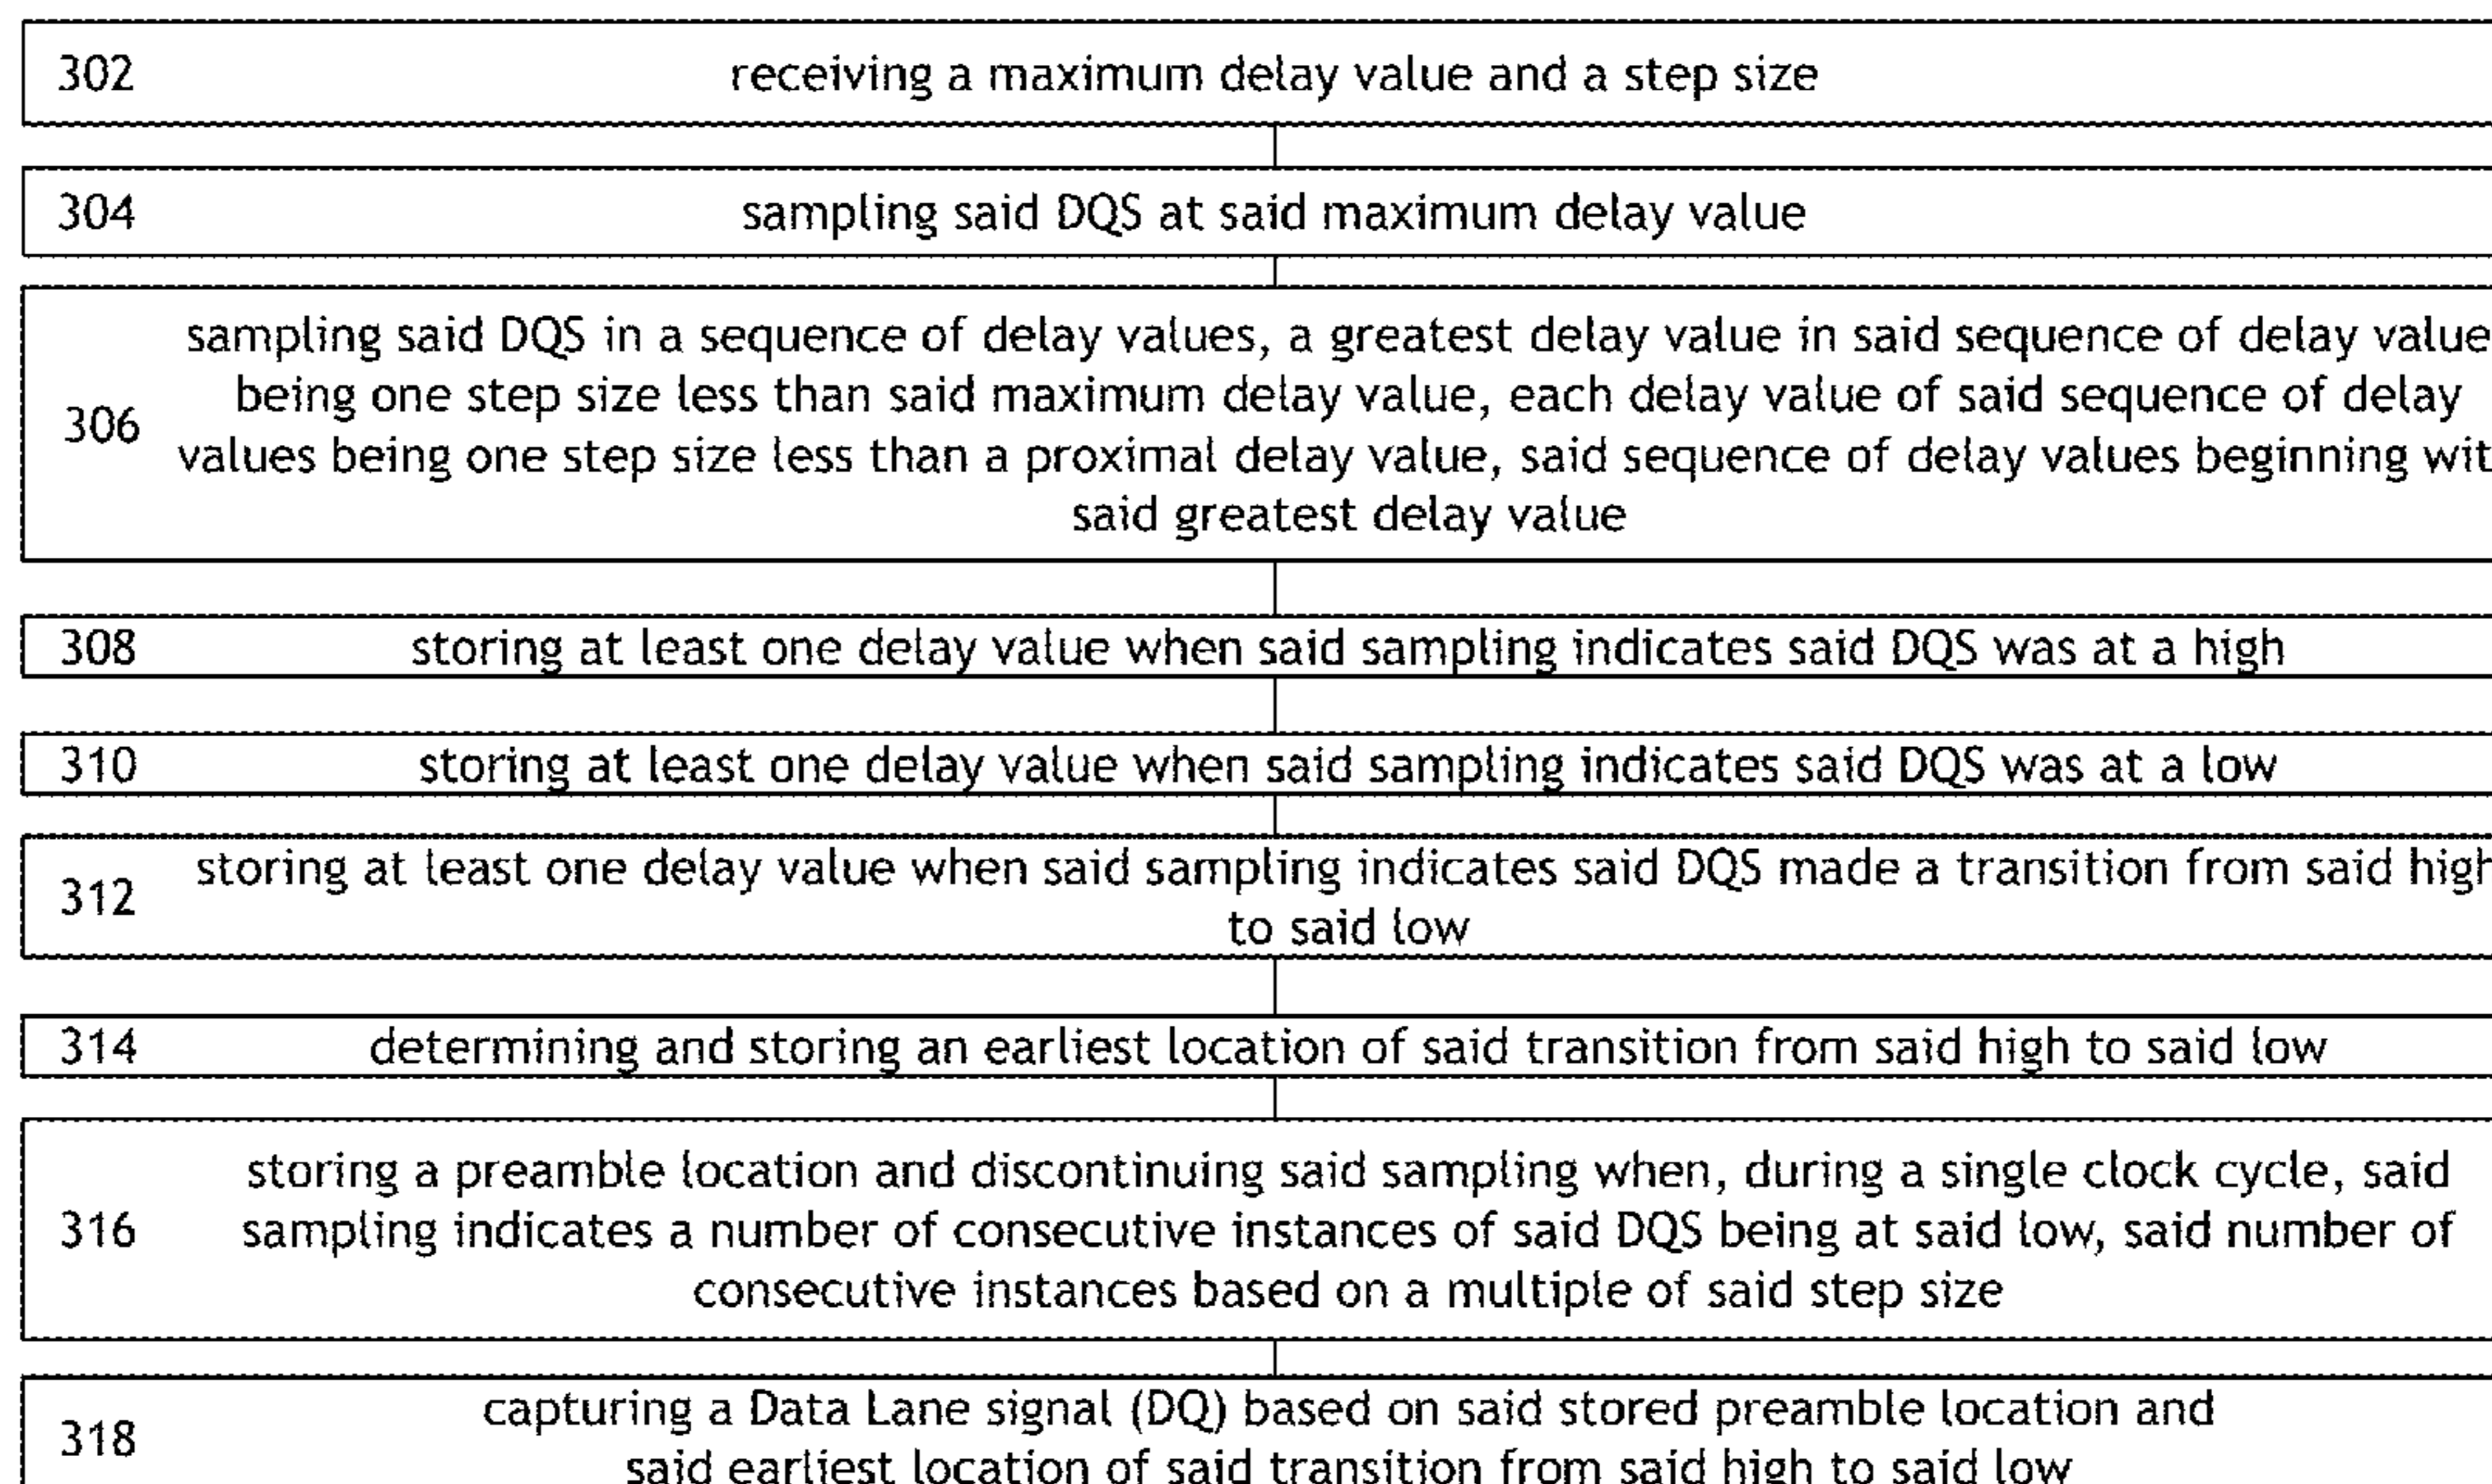 302 receiving a maximum delay value and a step size
304 sampling said DQS at said maximum delay value
sampling said DQS in a sequence of delay values, a greatest delay value in said sequence of delay value
being one step size less than said maximum delay value, each delay value of said sequence of delay
306
values being one step size less than a proximal delay value, said sequence of delay values beginning wit
said greatest delay value
308 storing at least one delay value when said sampling indicates said DQS was at a high
310 storing at least one delay value when said sampling indicates said DQS was at a low
storing at least one delay value when said sampling indicates said DQS made a transition from said high
312
to said low
314 determining and storing an earliest location of said transition from said high to said low
storing a preamble location and discontinuing said sampling when, during a single clock cycle, said
316 sampling indicates a number of consecutive instances of said DQS being at said low, said number of
consecutive instances based on a multiple of said step size
capturing a Data Lane signal (DQ) based on said stored preamble location and
318
said earliest location of said transition from said high to said low